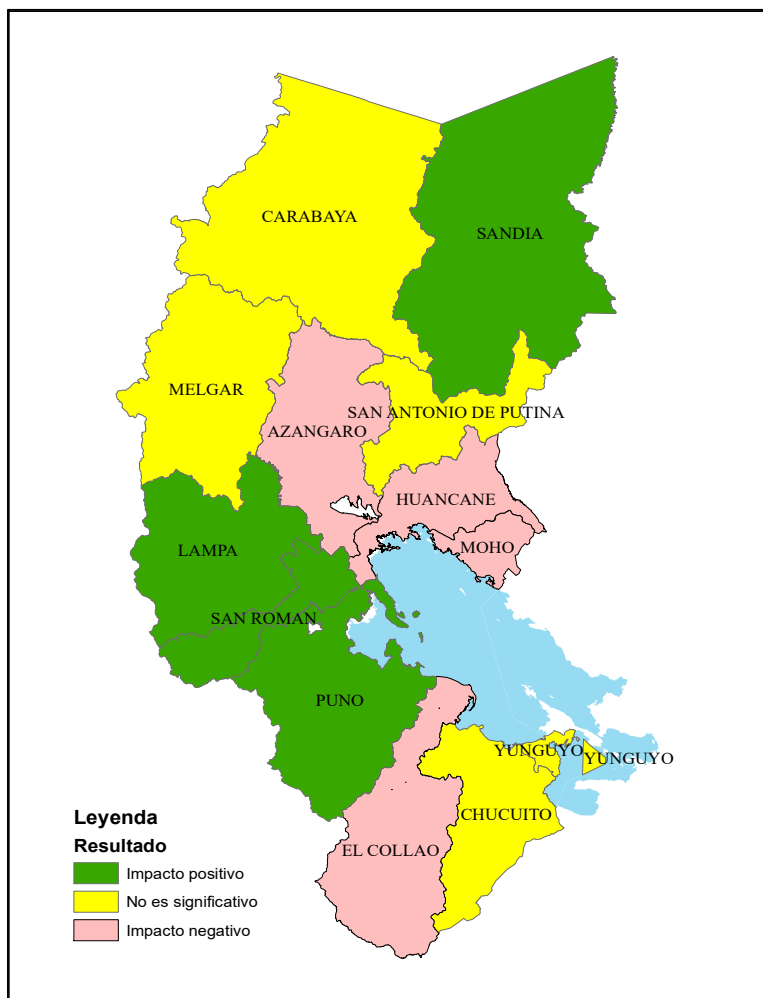 CARABAYA
SANDIA
MELGAR
SAN ANTONIO DE PUTINA
AZANGARO
HUANCANE
MOHO
LAMPA
SAN ROMAN
PUNO
YUNGUYO
YUNGUYO
CHUCUITO
EL COLLAO
Leyenda
Resultado
Impacto positivo
No es significativo
Impacto negativo